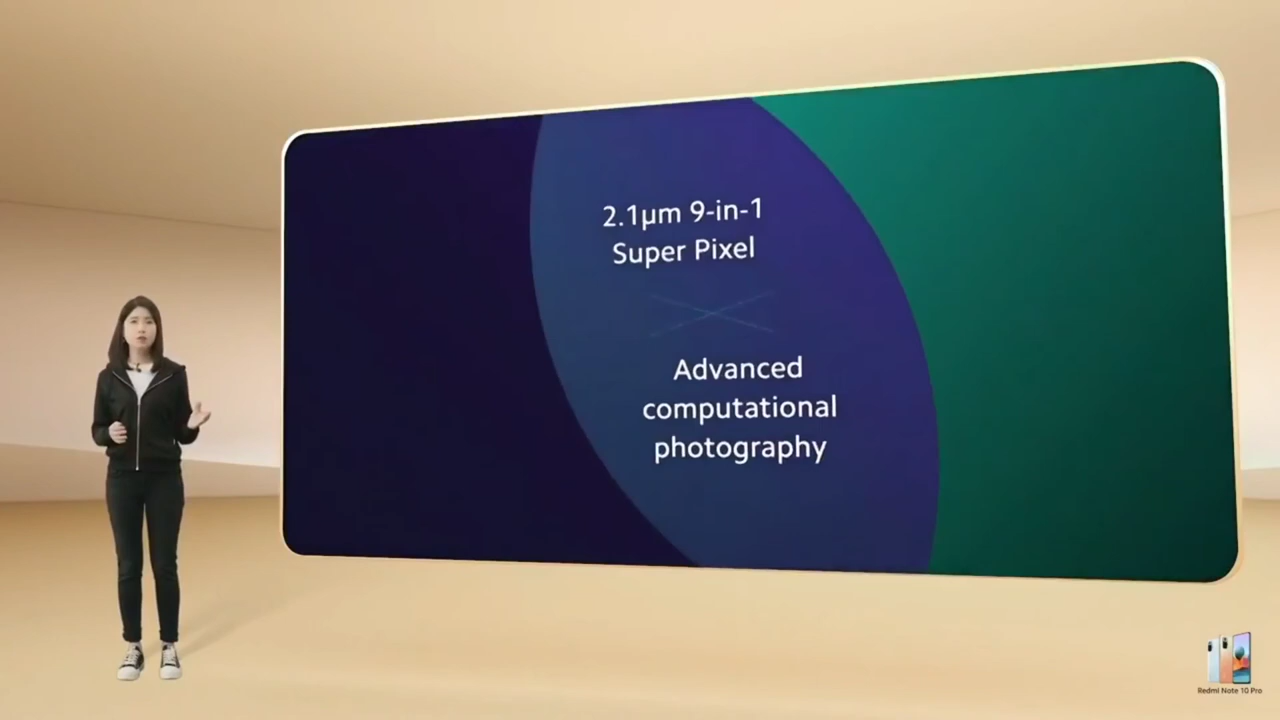 2.1μm 9-in-1
Super Pixel
Advanced
computational
photography
Redmi Note 10 Pro